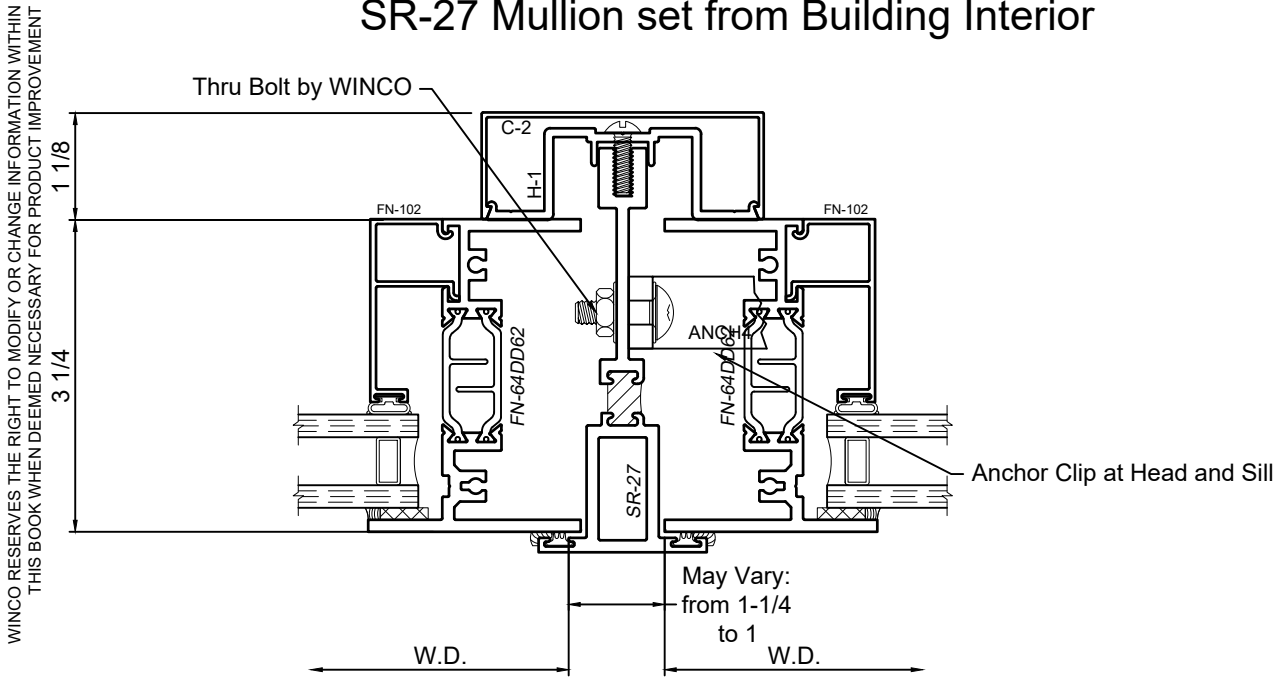 SR-27 Mullion set from Building Interior
WINCO RESERVES THE RIGHT TO MODIFY OR CHANGE INFORMATION WITHIN
THIS BOOK WHEN DEEMED NECESSARY FOR PRODUCT IMPROVEMENT
Thru Bolt by WINCO
1 1/8
C-2
H-1
FN-102
FN-102
3 1/4
FN-64DD62
ANCH4
FN-64DD62
SR-27
Anchor Clip at Head and Sill
May Vary:
from 1-1/4
to 1
W.D.
W.D.